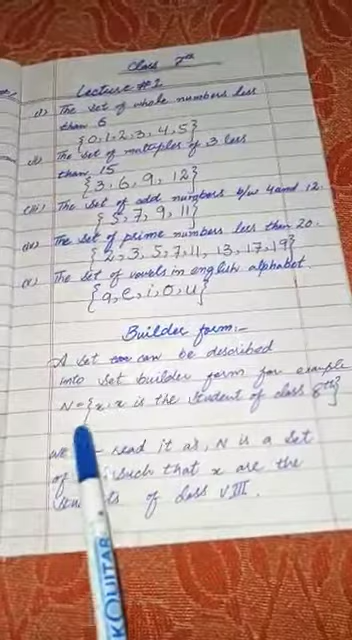 Class 7th
Lecture #1
(i) The set of whole numbers less
than 6
{0,1,2,3,4,5}
(ii) The set of multiples of 3 less
than 15
{3,6,9,12}
(iii) The set of odd numbers b/w 4 and 12.
{5,7,9,11}
(iv) The set of prime numbers less than 20.
{2,3,5,7,11,13,17,19}
(v) The set of vowels in english alphabet.
{a,e,i,o,u}
Builder form:-
A set can be described
into set builder form for example
N={x,x is the student of class 8th}
we read it as, N is a set
of such that x are the
of class VIII.